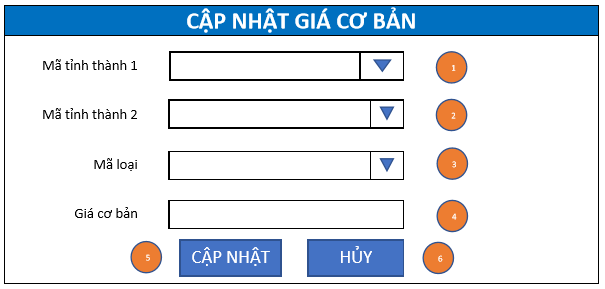 CẬP NHẬT GIÁ CƠ BẢN
Mã tỉnh thành 1
1
Mã tỉnh thành 2
2
Mã loại
3
Giá cơ bản
4
5 CẬP NHẬT HỦY 6